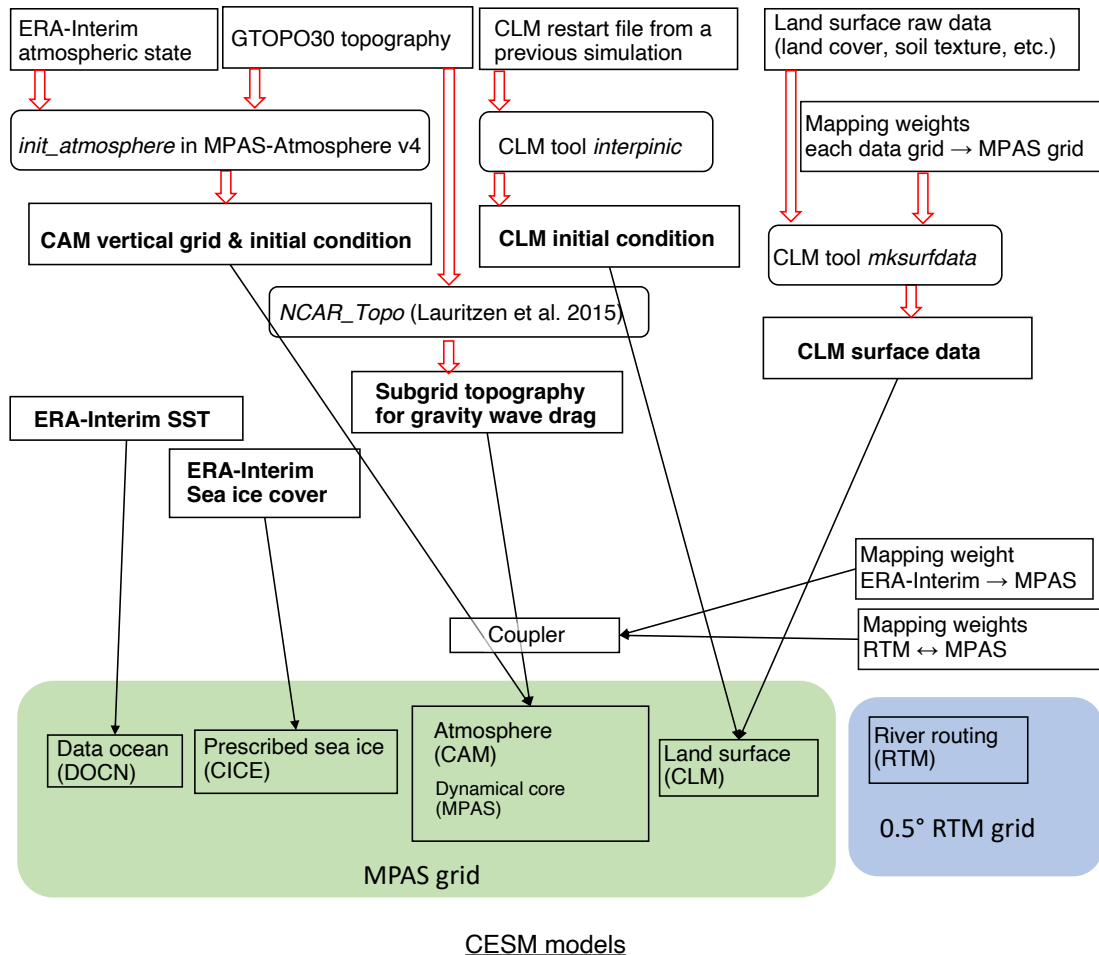 ERA-Interim
atmospheric state
GTOPO30 topography
CLM restart file from a
previous simulation
Land surface raw data
(land cover, soil texture, etc.)
init_atmosphere in MPAS-Atmosphere v4
CLM tool interpinic
Mapping weights
each data grid → MPAS grid
CAM vertical grid & initial condition
CLM initial condition
CLM tool mksurfdata
NCAR_Topo (Lauritzen et al. 2015)
CLM surface data
Subgrid topography
for gravity wave drag
ERA-Interim SST
ERA-Interim
Sea ice cover
Mapping weight
ERA-Interim → MPAS
Coupler
Mapping weights
RTM ↔ MPAS
Data ocean
(DOCN)
Prescribed sea ice
(CICE)
Atmosphere
(CAM)
Dynamical core
(MPAS)
Land surface
(CLM)
River routing
(RTM)
0.5° RTM grid
MPAS grid
CESM models